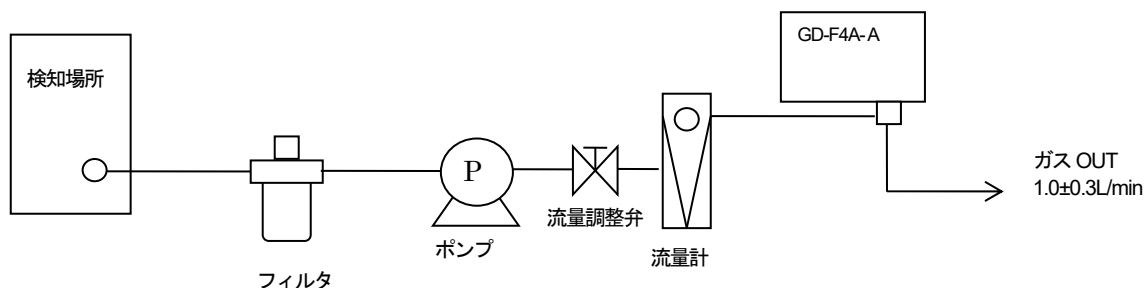 検知場所
フィルタ
P
ポンプ
流量調整弁
流量計
GD-F4A-A
ガス OUT
1.0±0.3L/min